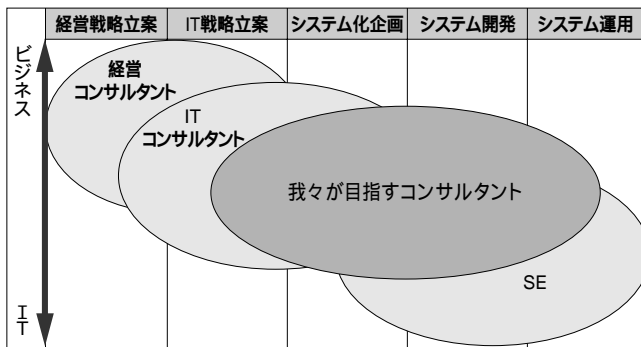 経営戦略立案
IT戦略立案
システム化企画
システム開発
システム運用
ビジネス
経営
コンサルタント
IT
コンサルタント
我々が目指すコンサルタント
SE
IT